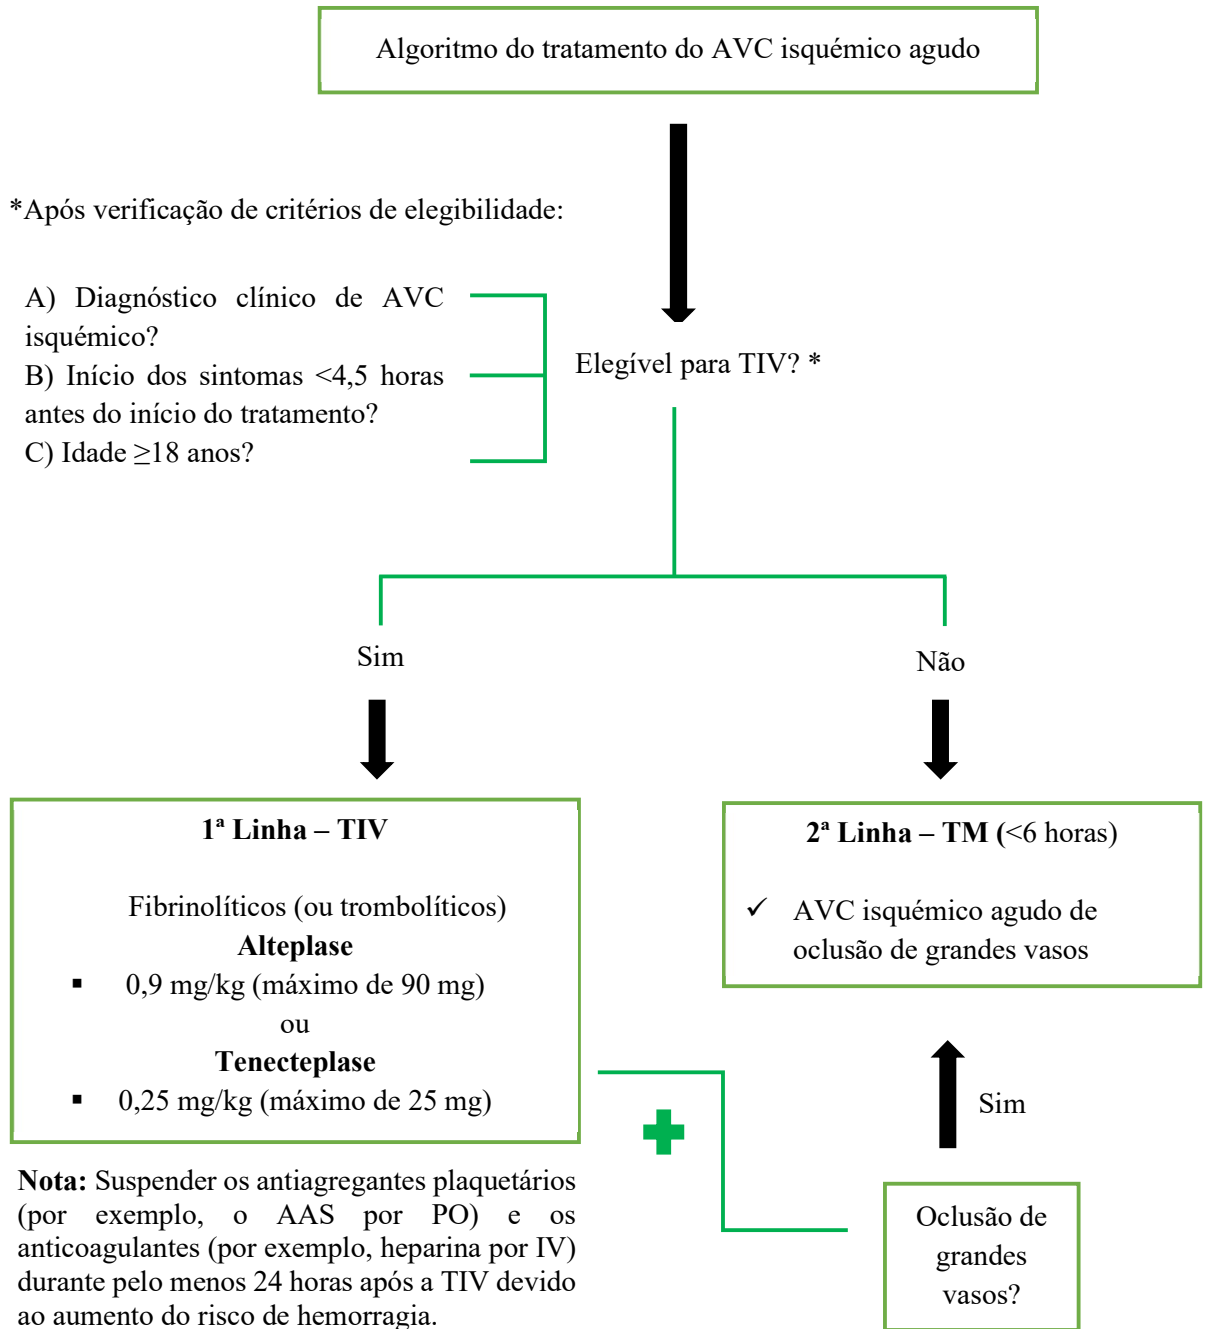 Algoritmo do tratamento do AVC isquémico agudo
*Após verificação de critérios de elegibilidade:
A) Diagnóstico clínico de AVC
isquémico?
B) Início dos sintomas <4,5 horas
antes do início do tratamento?
C) Idade ≥18 anos?
Elegível para TIV? *
Sim
Não
1ª Linha – TIV
Fibrinolíticos (ou trombolíticos)
Alteplase
▪ 0,9 mg/kg (máximo de 90 mg)
ou
Tenecteplase
▪ 0,25 mg/kg (máximo de 25 mg)
2ª Linha – TM (<6 horas)
✓ AVC isquémico agudo de
oclusão de grandes vasos
Sim
Oclusão de
grandes
vasos?
Nota: Suspender os antiagregantes plaquetários
(por exemplo, o AAS por PO) e os
anticoagulantes (por exemplo, heparina por IV)
durante pelo menos 24 horas após a TIV devido
ao aumento do risco de hemorragia.